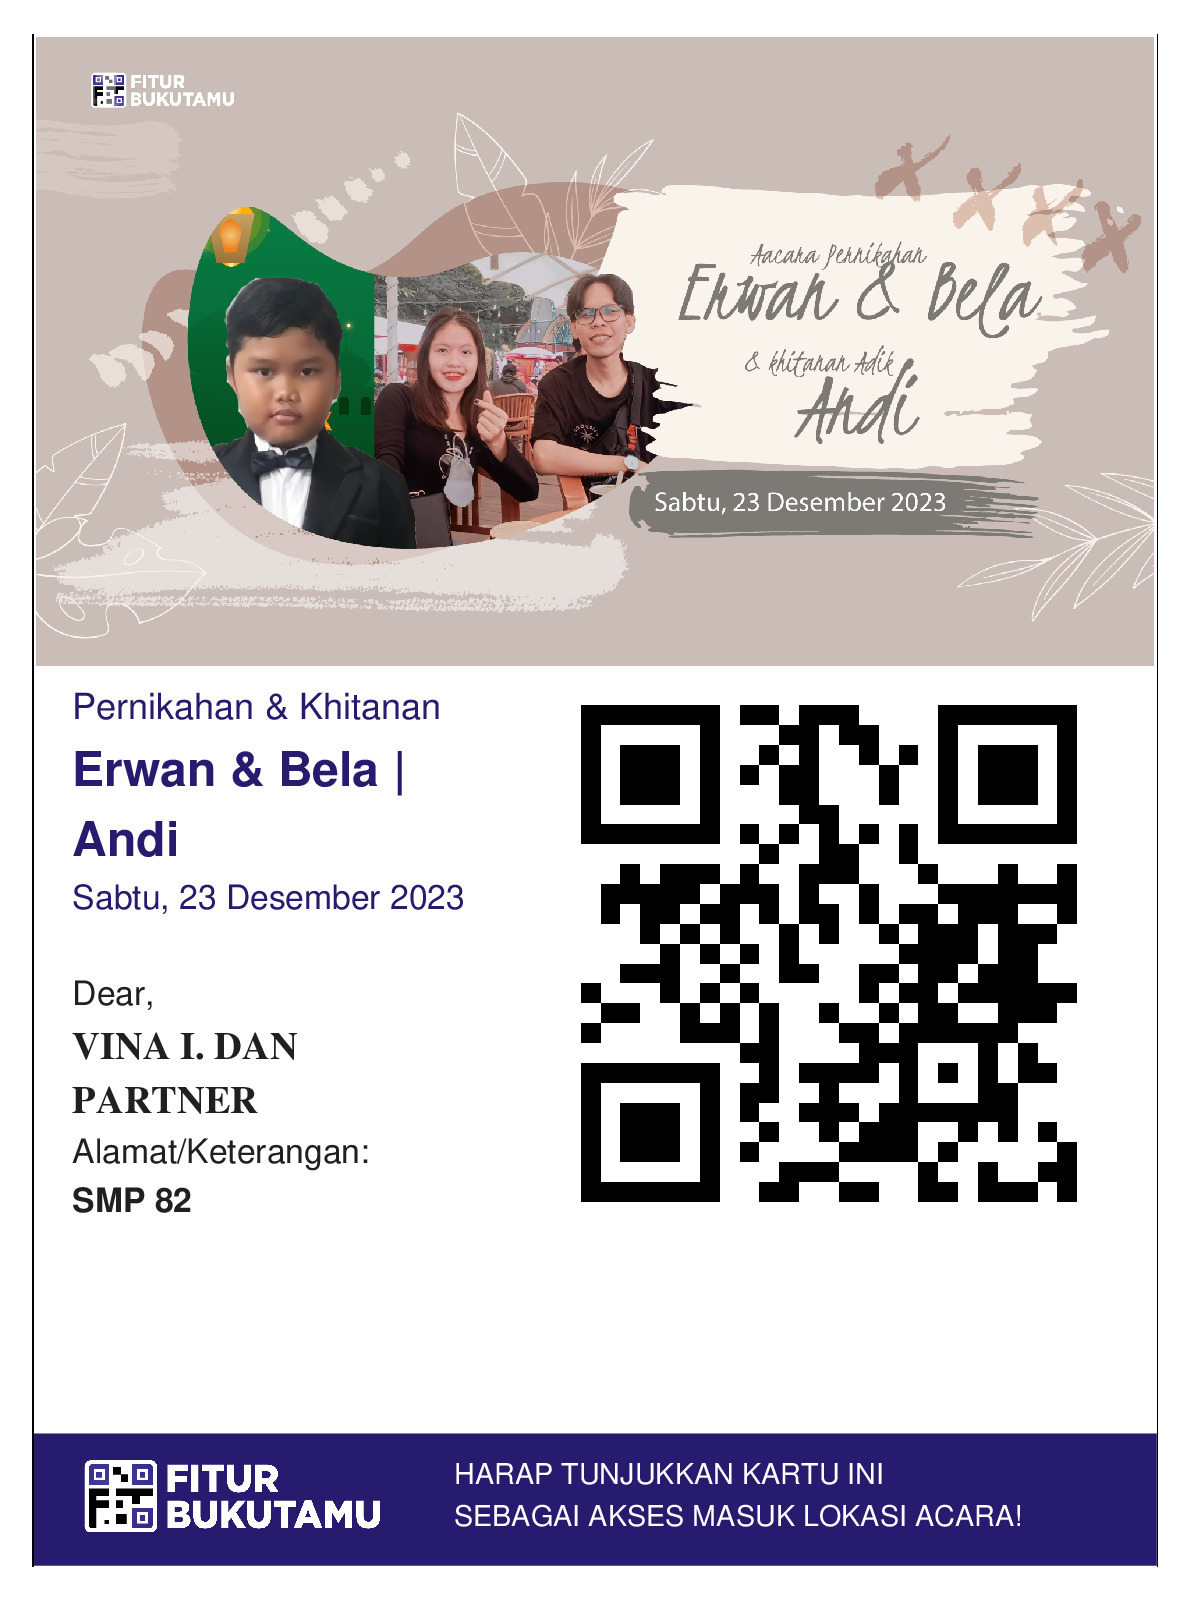 FITUR
BUKUTAMU
Aacara Pernikahan
Erwan & Bela
& khitanan Adik
Andi
Sabtu, 23 Desember 2023
Pernikahan & Khitanan
Erwan & Bela |
Andi
Sabtu, 23 Desember 2023
Dear,
VINA I. DAN
PARTNER
Alamat/Keterangan:
SMP 82
FITUR
BUKUTAMU
HARAP TUNJUKKAN KARTU INI
SEBAGAI AKSES MASUK LOKASI ACARA!